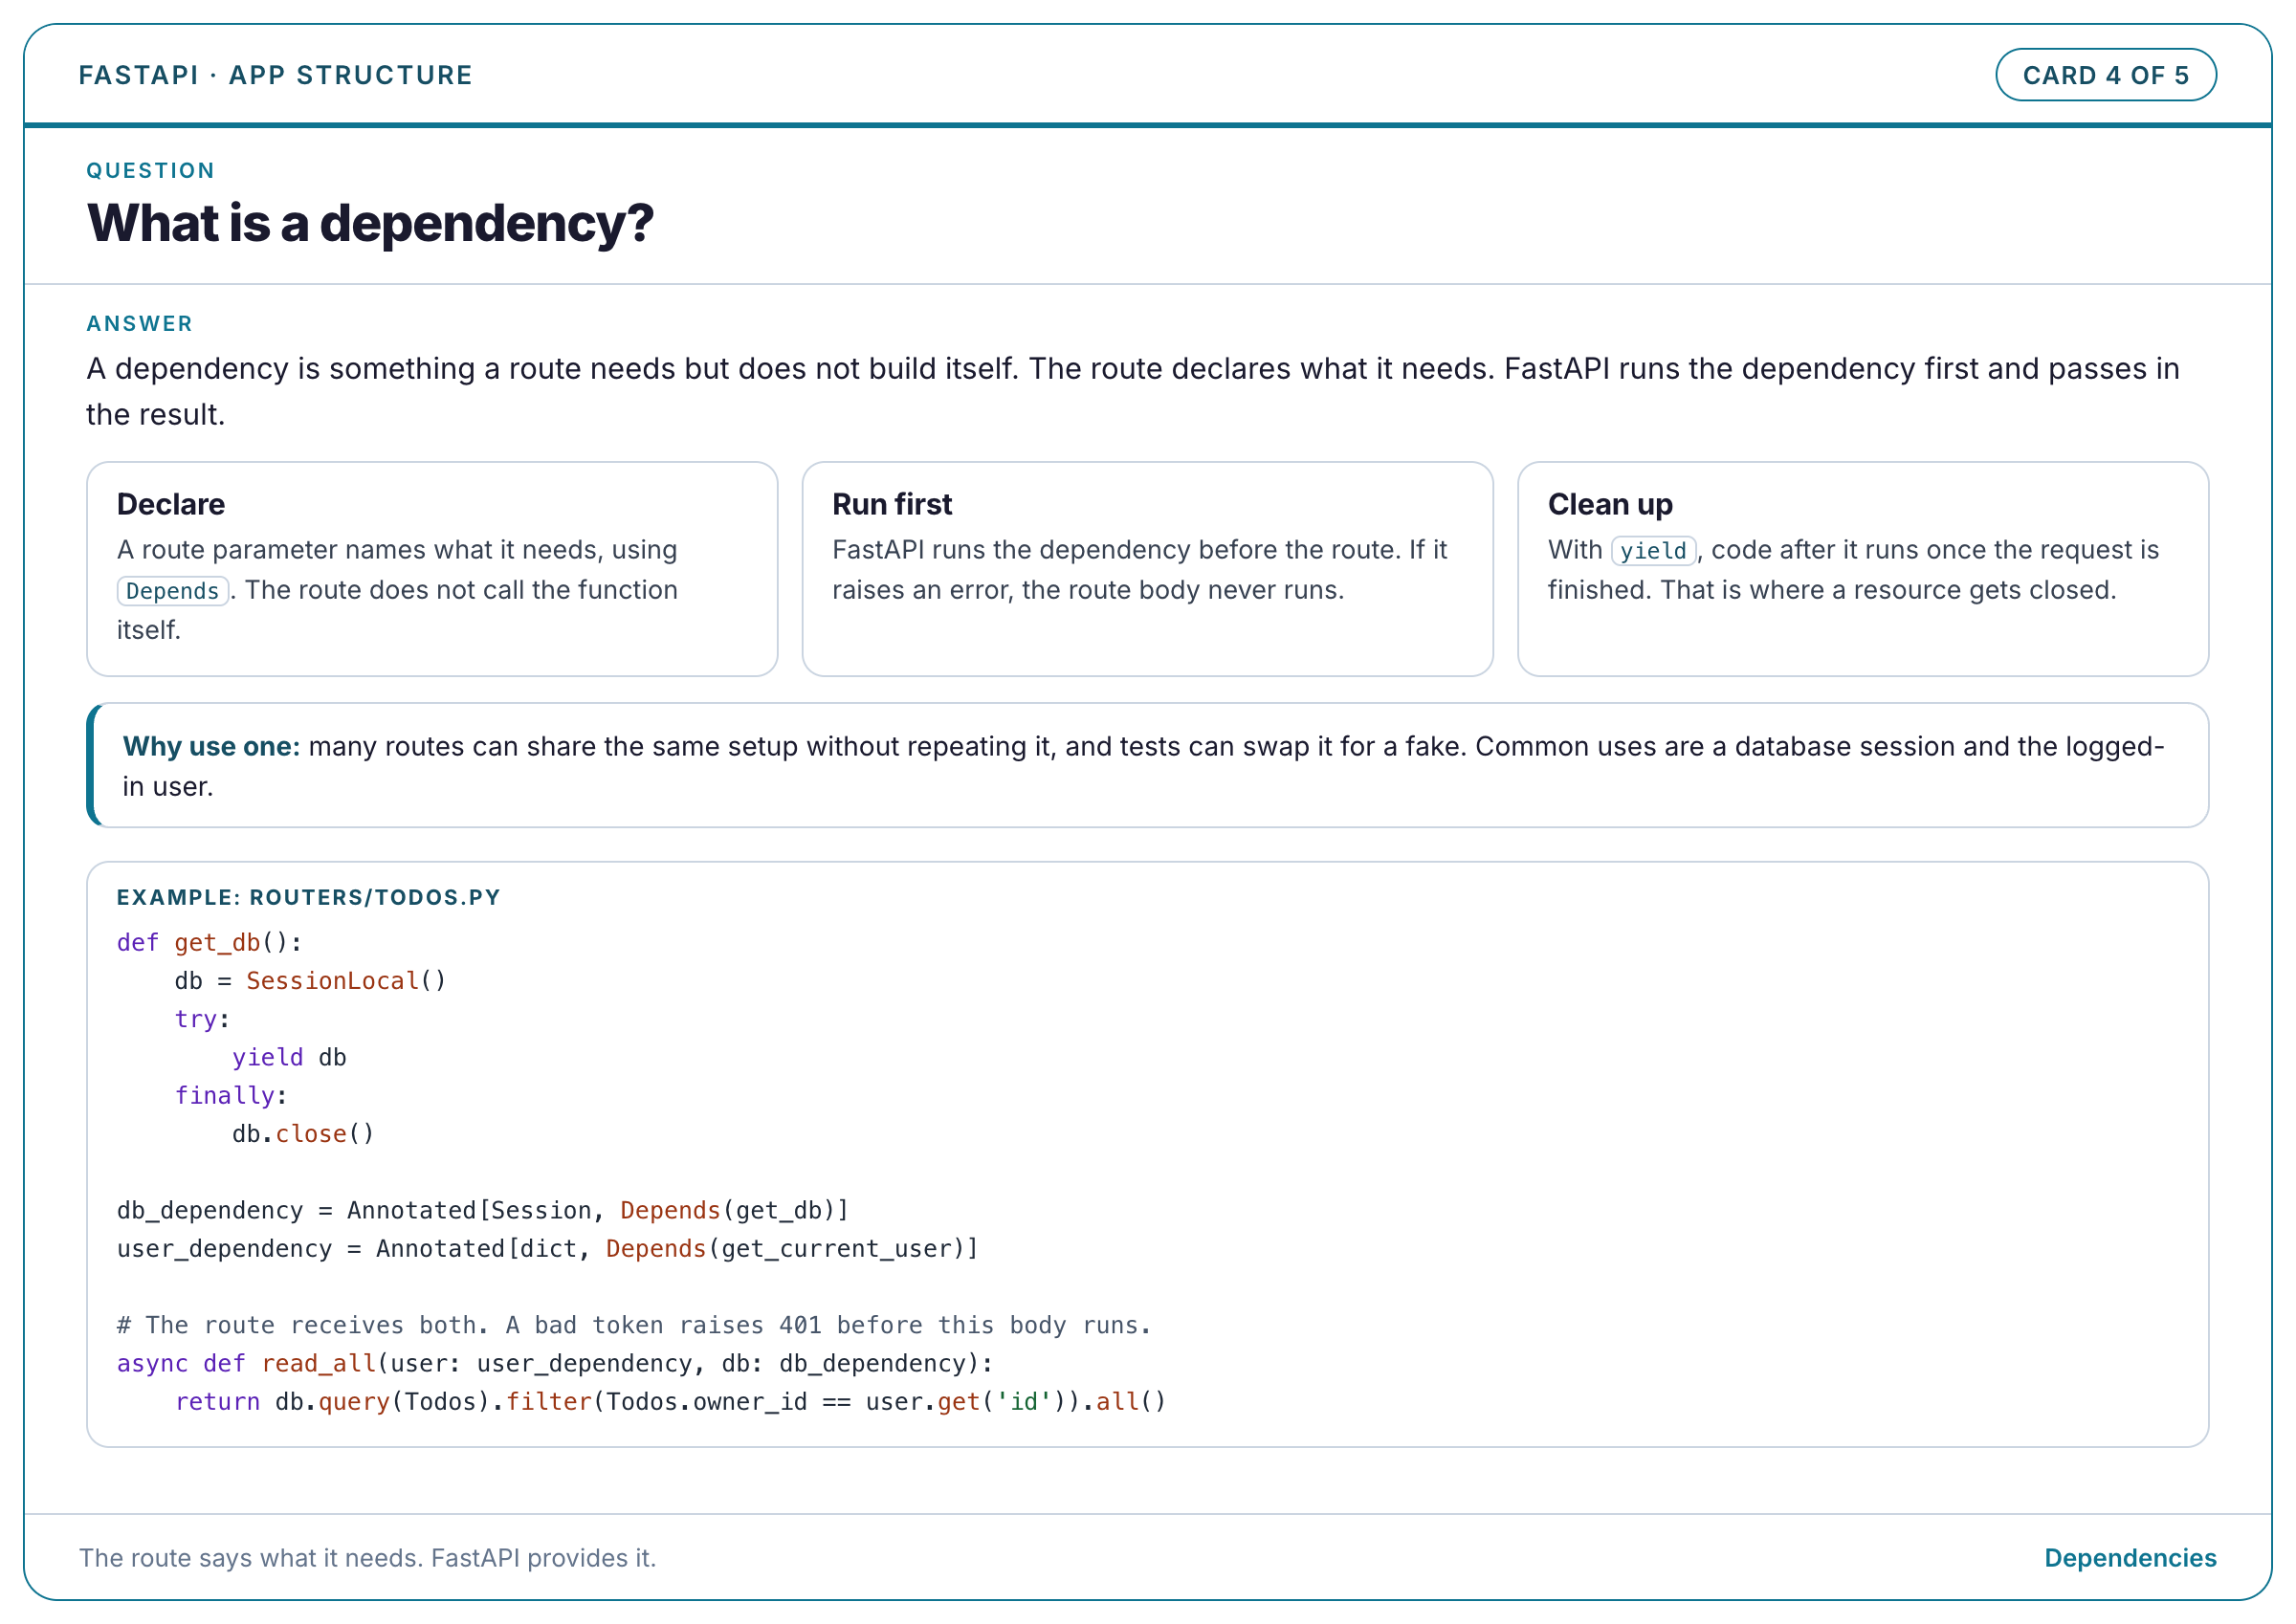 FASTAPI · APP STRUCTURE
CARD 4 OF 5
QUESTION
What is a dependency?
ANSWER
A dependency is something a route needs but does not build itself. The route declares what it needs. FastAPI runs the dependency first and passes in
the result.
Declare
A route parameter names what it needs, using
Depends. The route does not call the function
itself.
Run first
FastAPI runs the dependency before the route. If it
raises an error, the route body never runs.
Clean up
With yield, code after it runs once the request is
finished. That is where a resource gets closed.
Why use one: many routes can share the same setup without repeating it, and tests can swap it for a fake. Common uses are a database session and the logged-
in user.
EXAMPLE: ROUTERS/TODOS.PY
def get_db():
    db = SessionLocal()
    try:
        yield db
    finally:
        db.close()

db_dependency = Annotated[Session, Depends(get_db)]
user_dependency = Annotated[dict, Depends(get_current_user)]

# The route receives both. A bad token raises 401 before this body runs.
async def read_all(user: user_dependency, db: db_dependency):
    return db.query(Todos).filter(Todos.owner_id == user.get('id')).all()
The route says what it needs. FastAPI provides it.
Dependencies